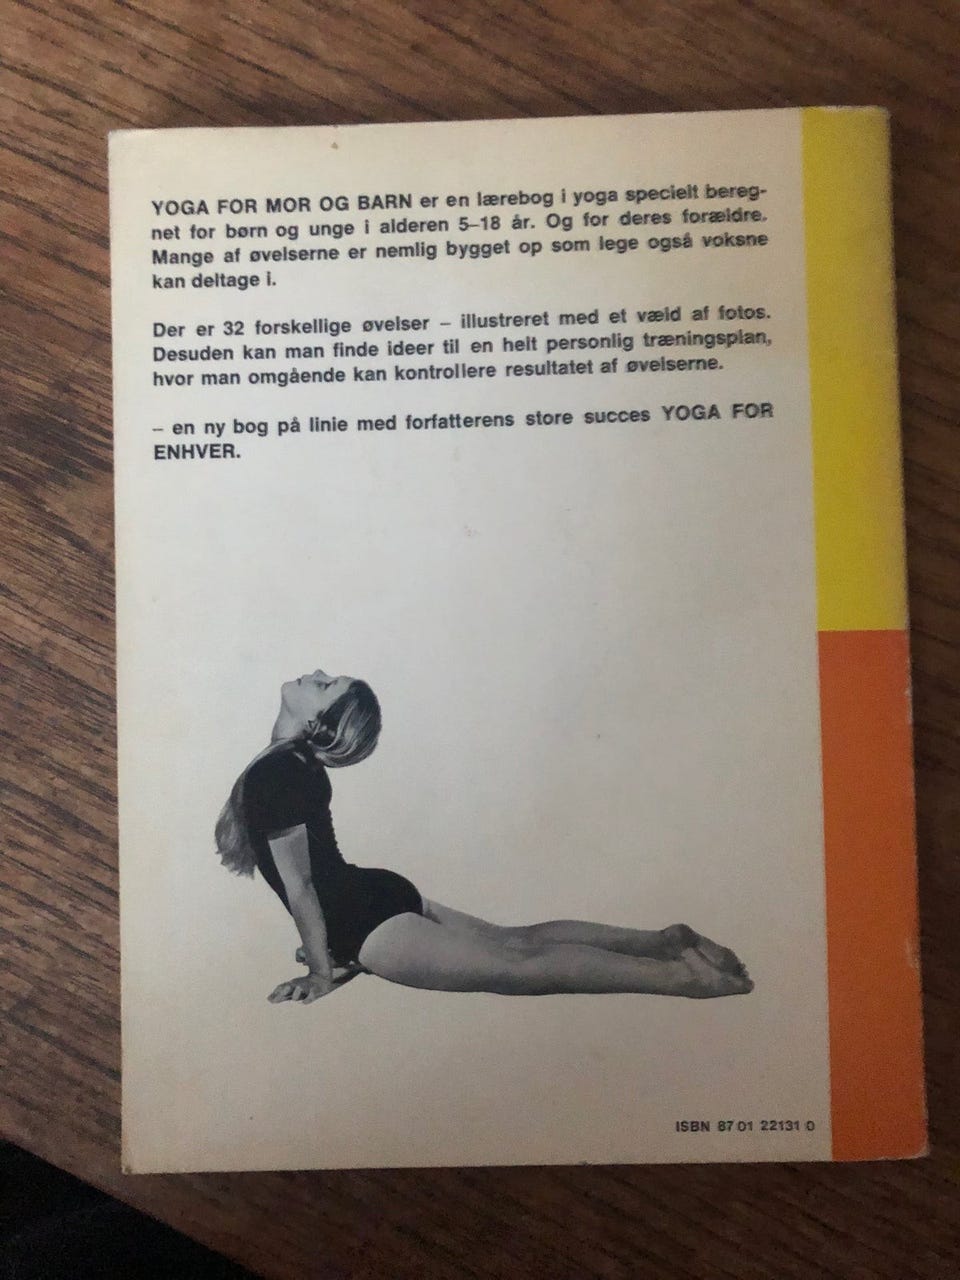 YOGA FOR MOR OG BARN er en lærebog i yoga specielt bereg-
net for børn og unge i alderen 5–18 år. Og for deres forældre.
Mange af øvelserne er nemlig bygget op som lege også voksne
kan deltage i.
Der er 32 forskellige øvelser – illustreret med et væld af fotos.
Desuden kan man finde ideer til en helt personlig træningsplan,
hvor man omgående kan kontrollere resultatet af øvelserne.
– en ny bog på linie med forfatterens store succes YOGA FOR
ENHVER.
ISBN 87 01 22131 0